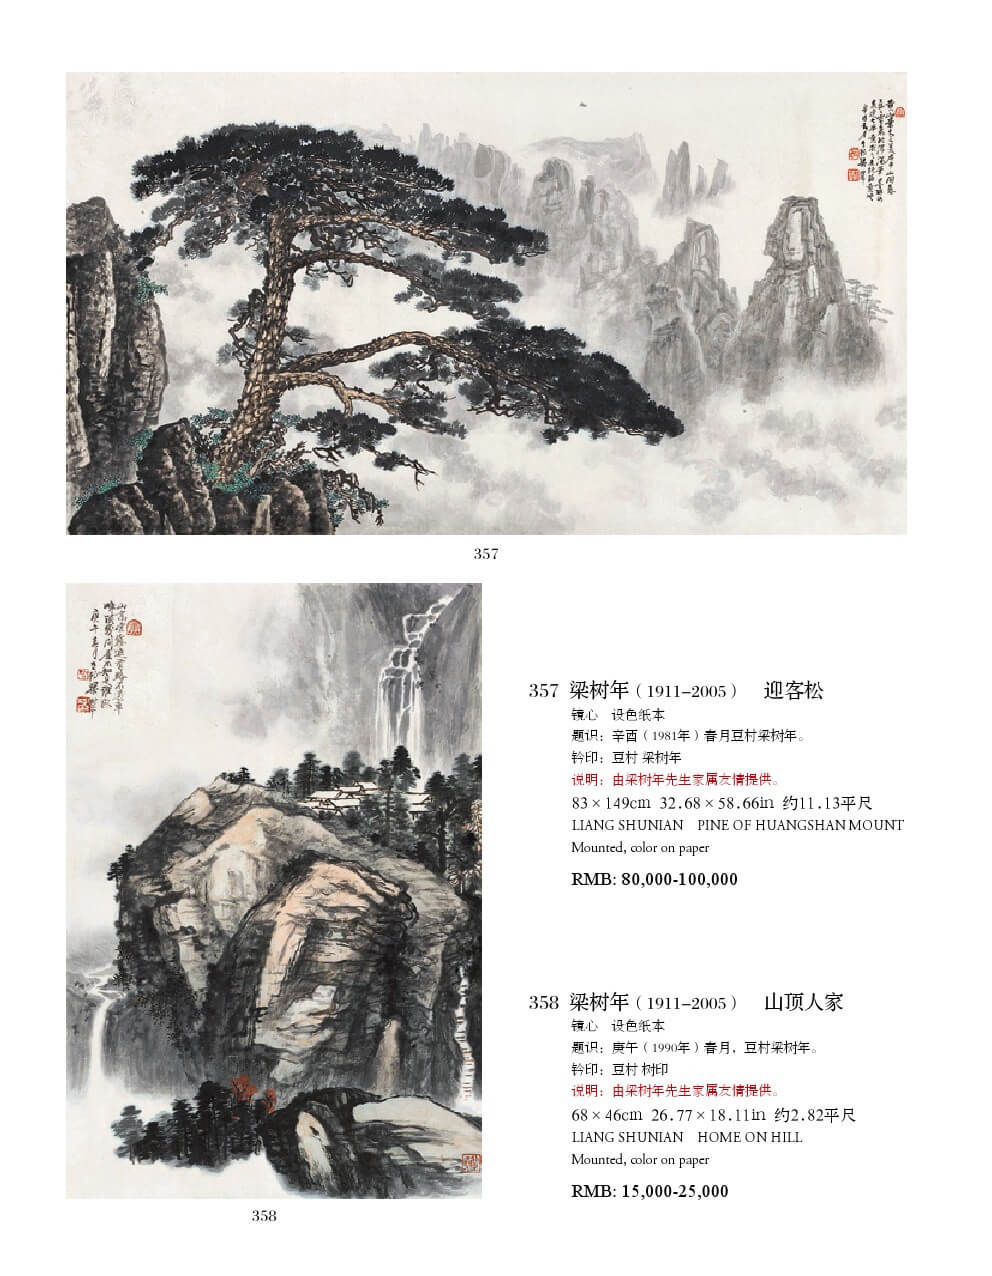 357
358
357 梁树年（1911-2005） 迎客松
镜心 设色纸本
题识：辛酉（1981年）春月豆村梁树年。
钤印：豆村 梁树年
说明：由梁树年先生家属友情提供。
83×149cm 32.68×58.66in 约11.13平尺
LIANG SHUNIAN PINE OF HUANGSHAN MOUNT
Mounted, color on paper
RMB: 80,000-100,000
358 梁树年（1911-2005） 山顶人家
镜心 设色纸本
题识：庚午（1990年）春月，豆村梁树年。
钤印：豆村 树印
说明：由梁树年先生家属友情提供。
68×46cm 26.77×18.11in 约2.82平尺
LIANG SHUNIAN HOME ON HILL
Mounted, color on paper
RMB: 15,000-25,000